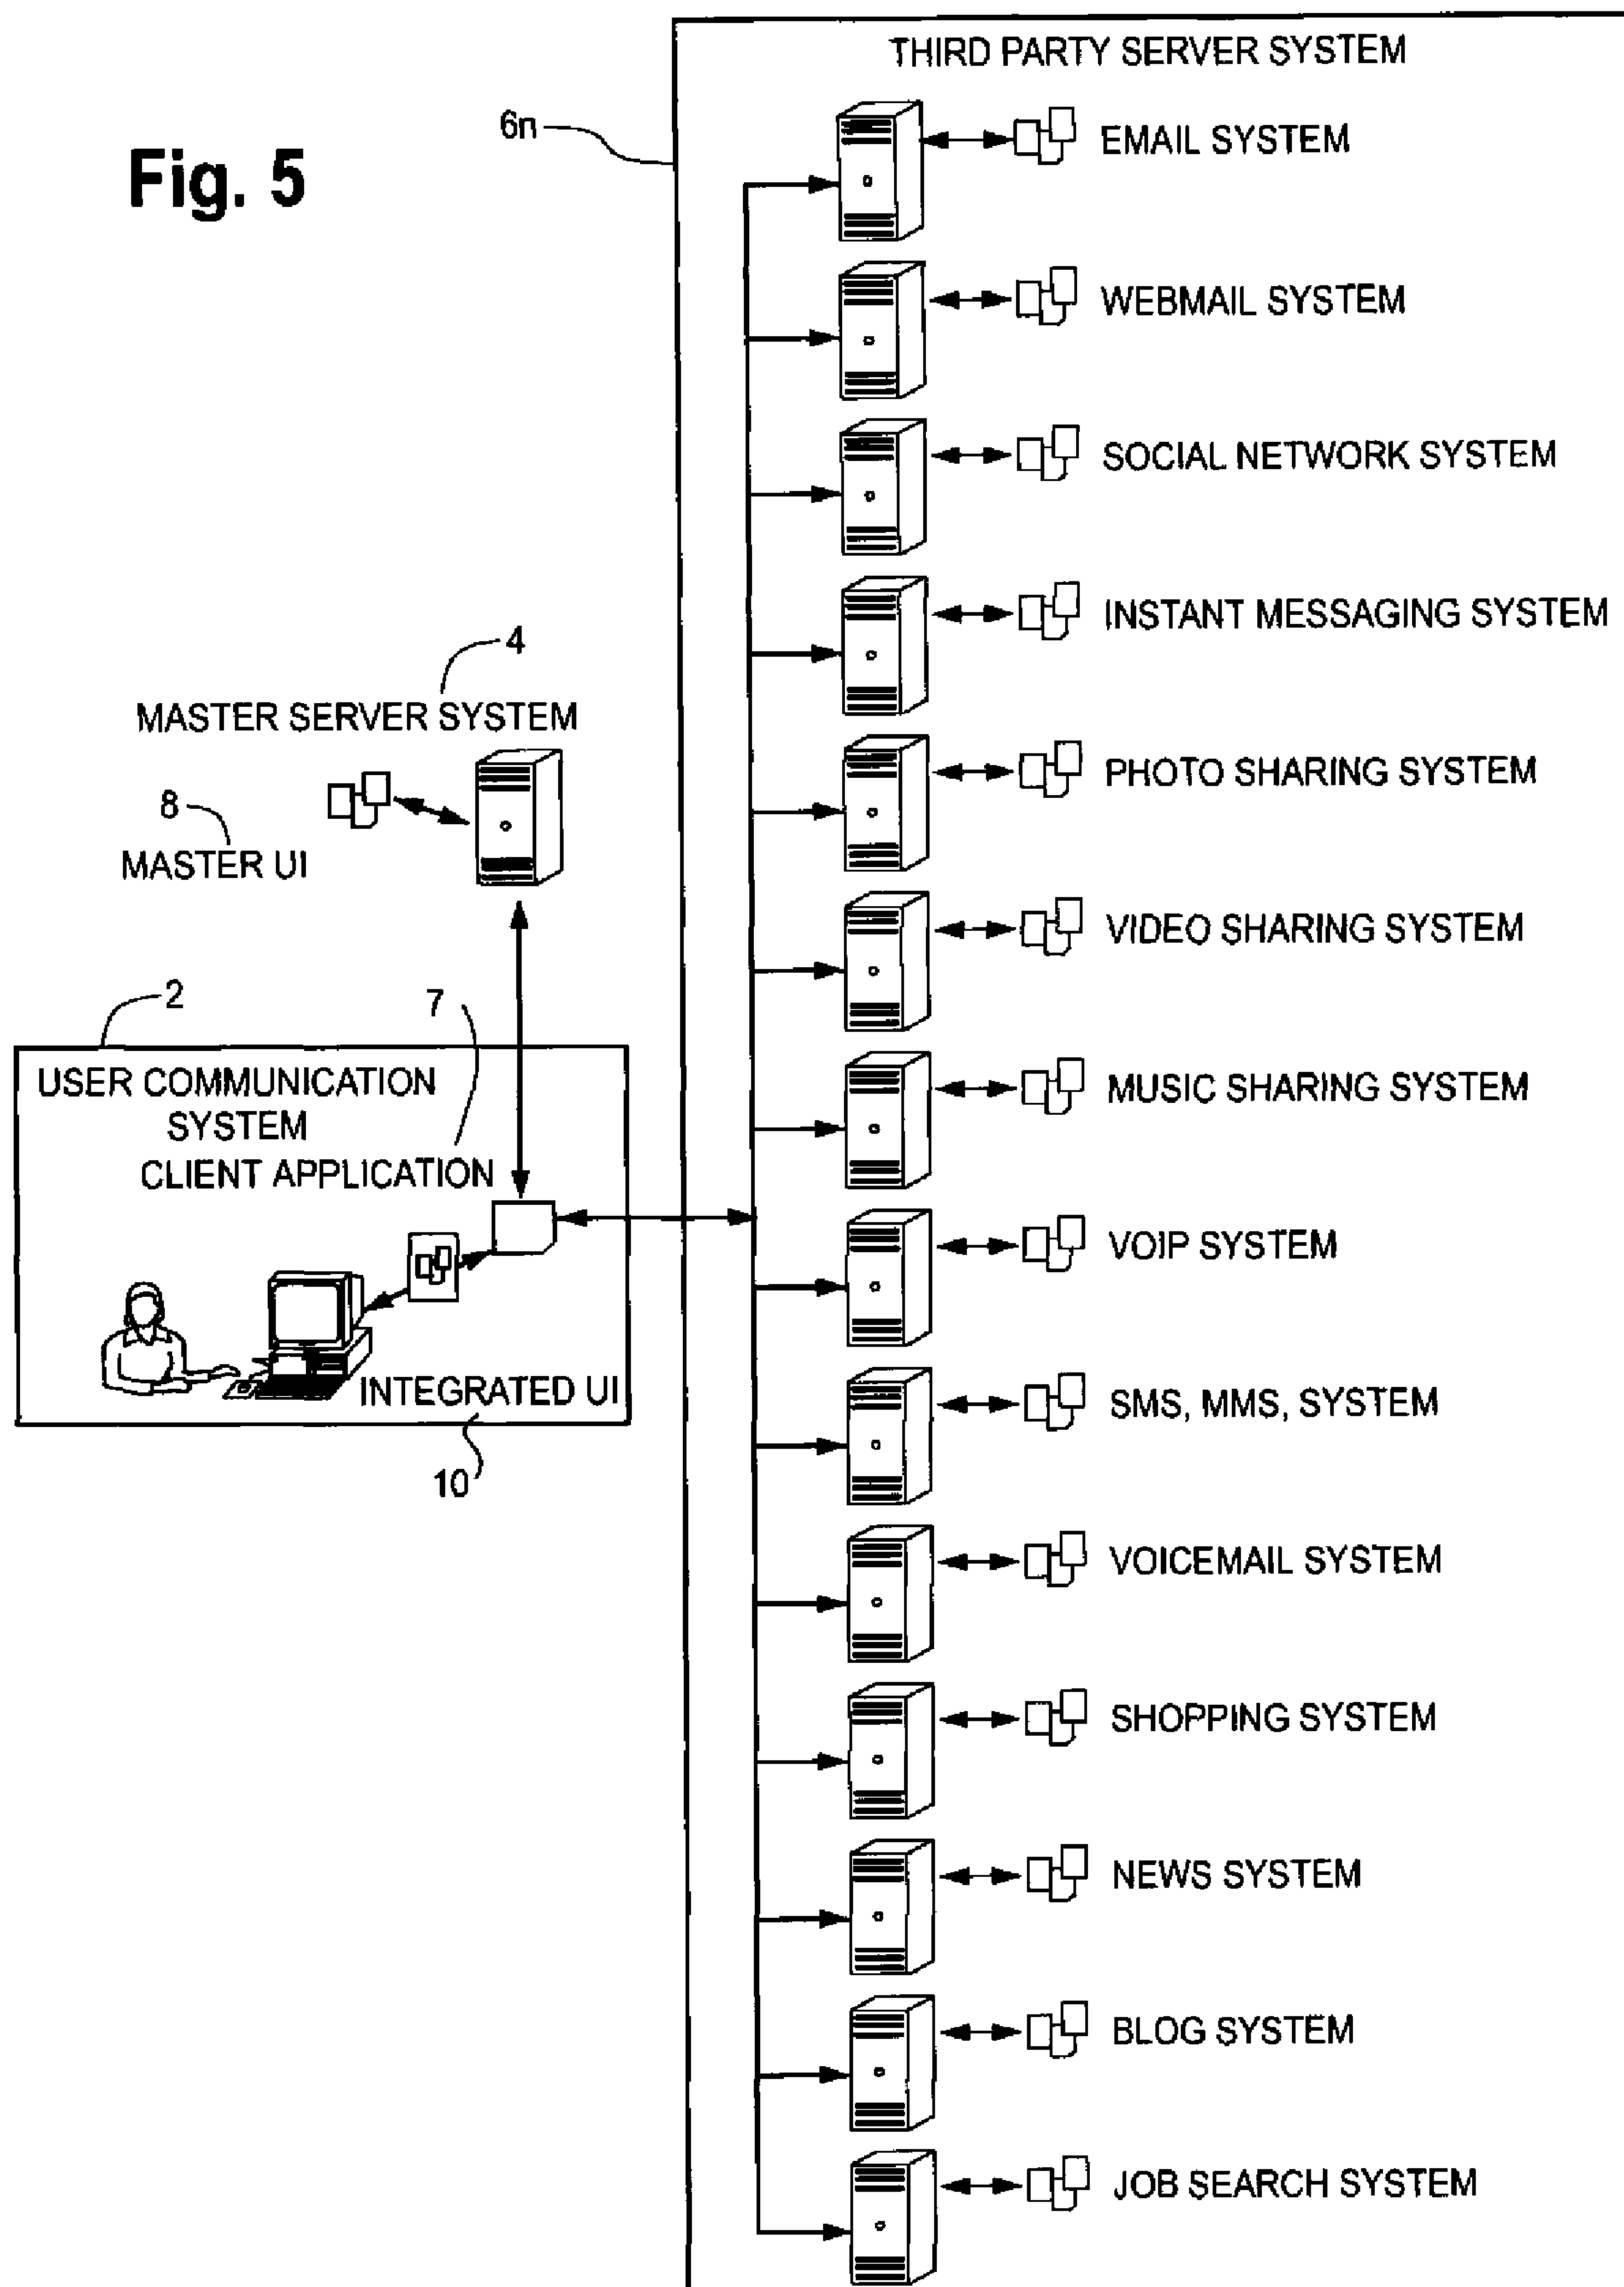 Fig. 5
6n
THIRD PARTY SERVER SYSTEM
EMAIL SYSTEM
WEBMAIL SYSTEM
SOCIAL NETWORK SYSTEM
INSTANT MESSAGING SYSTEM
PHOTO SHARING SYSTEM
VIDEO SHARING SYSTEM
MUSIC SHARING SYSTEM
VOIP SYSTEM
SMS, MMS, SYSTEM
VOICEMAIL SYSTEM
SHOPPING SYSTEM
NEWS SYSTEM
BLOG SYSTEM
JOB SEARCH SYSTEM
4
MASTER SERVER SYSTEM
8
MASTER UI
2
7
USER COMMUNICATION
SYSTEM
CLIENT APPLICATION
INTEGRATED UI
10